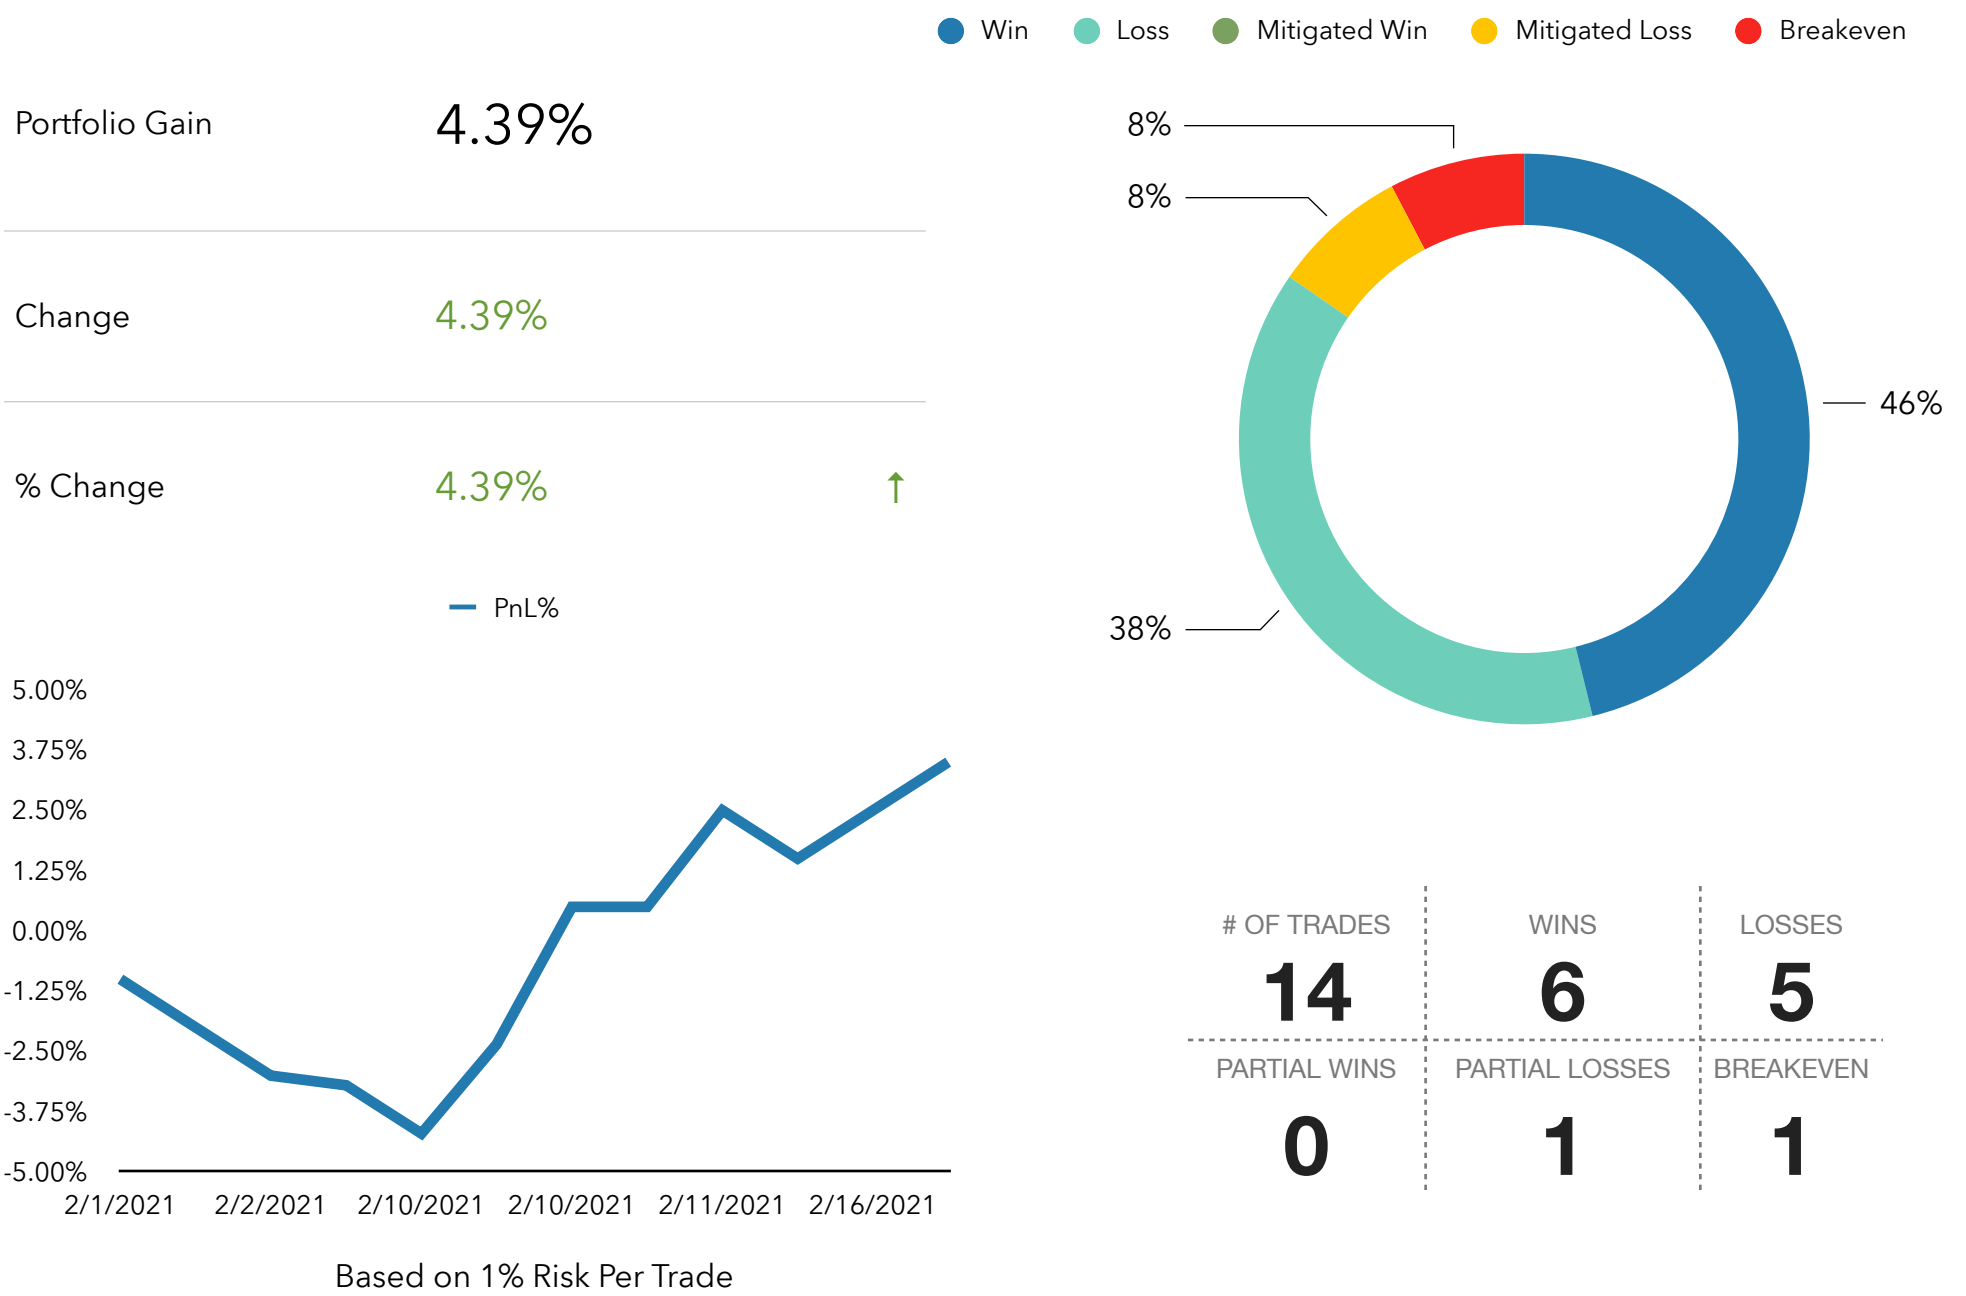 Win Loss Mitigated Win Mitigated Loss Breakeven
Portfolio Gain 4.39%
Change 4.39%
% Change 4.39% ↑
8%
8%
46%
38%
PnL%
5.00%
3.75%
2.50%
1.25%
0.00%
-1.25%
-2.50%
-3.75%
-5.00%
2/1/2021 2/2/2021 2/10/2021 2/10/2021 2/11/2021 2/16/2021
Based on 1% Risk Per Trade
# OF TRADES WINS LOSSES
14 6 5
PARTIAL WINS PARTIAL LOSSES BREAKEVEN
0 1 1